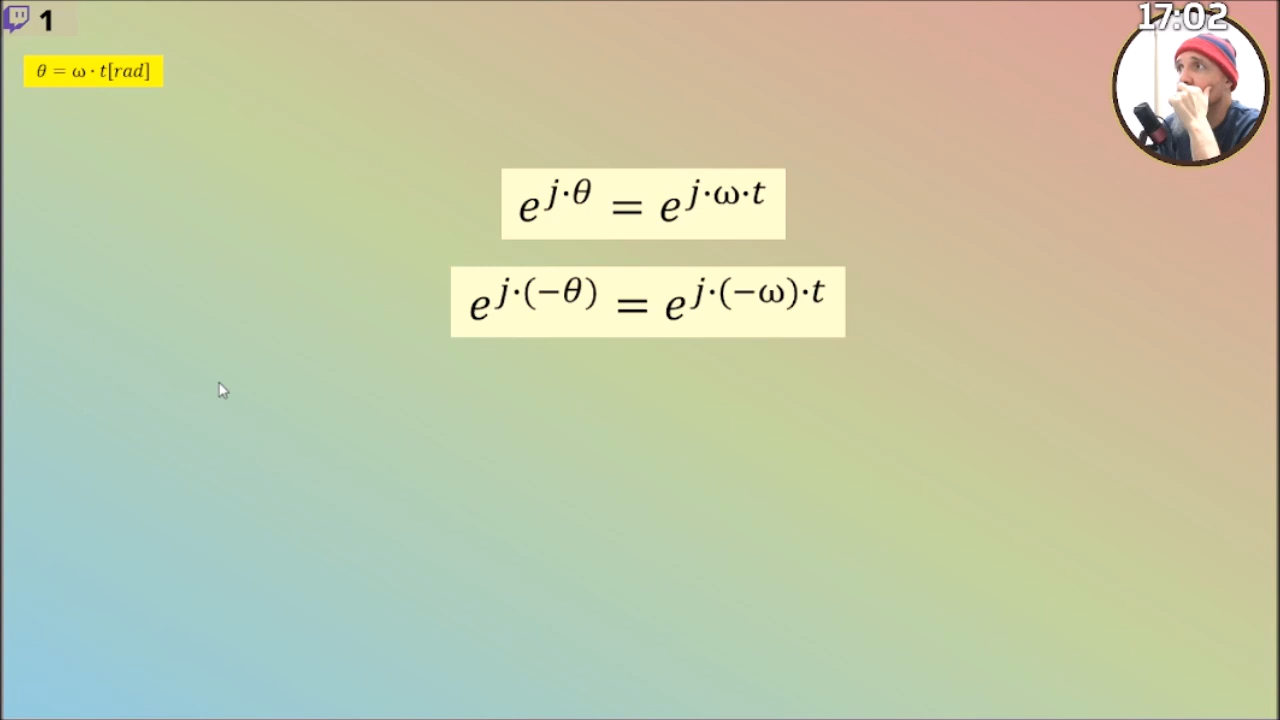 1
17:02
θ = ω · t[rad]
e^{j·θ} = e^{j·ω·t}
e^{j·(−θ)} = e^{j·(−ω)·t}